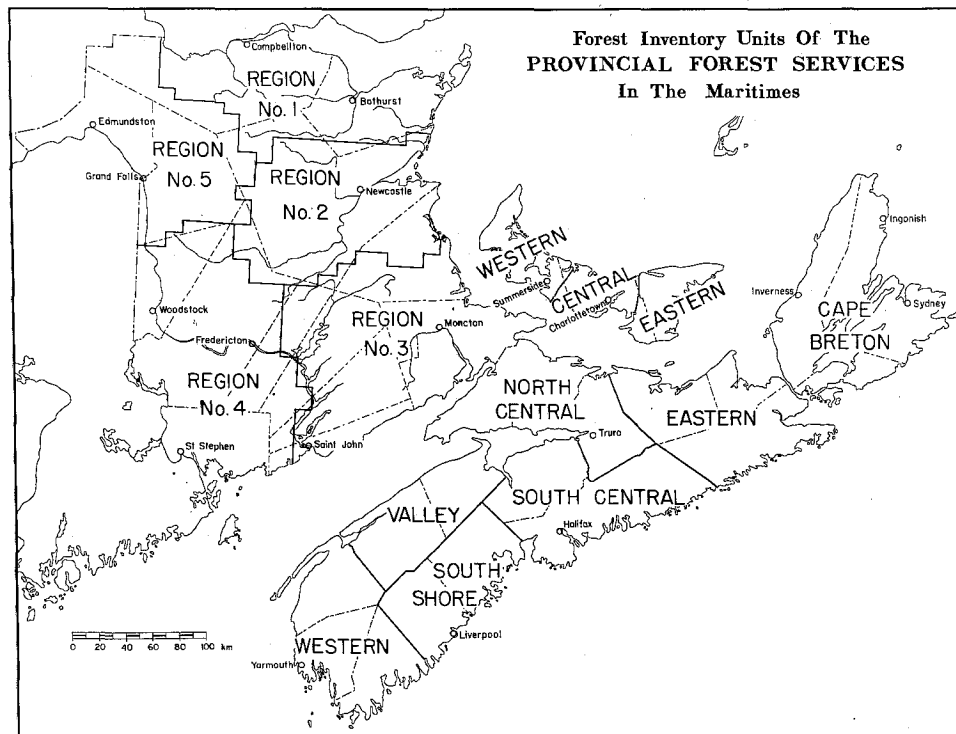 Forest Inventory Units Of The
PROVINCIAL FOREST SERVICES
In The Maritimes
Campbellton
REGION
No. 1
Bathurst
Edmundston
REGION
No. 5
Grand Falls
REGION
No. 2
Newcastle
Ingonish
WESTERN
Summerside
CENTRAL
Charlottetown
EASTERN
Inverness
Sydney
CAPE
BRETON
Woodstock
REGION
No. 3
Moncton
Fredericton
REGION
No. 4
NORTH
CENTRAL
EASTERN
Truro
St Stephen
Saint John
SOUTH CENTRAL
VALLEY
Halifax
SOUTH
SHORE
Liverpool
WESTERN
Yarmouth
0 20 40 60 80 100 km